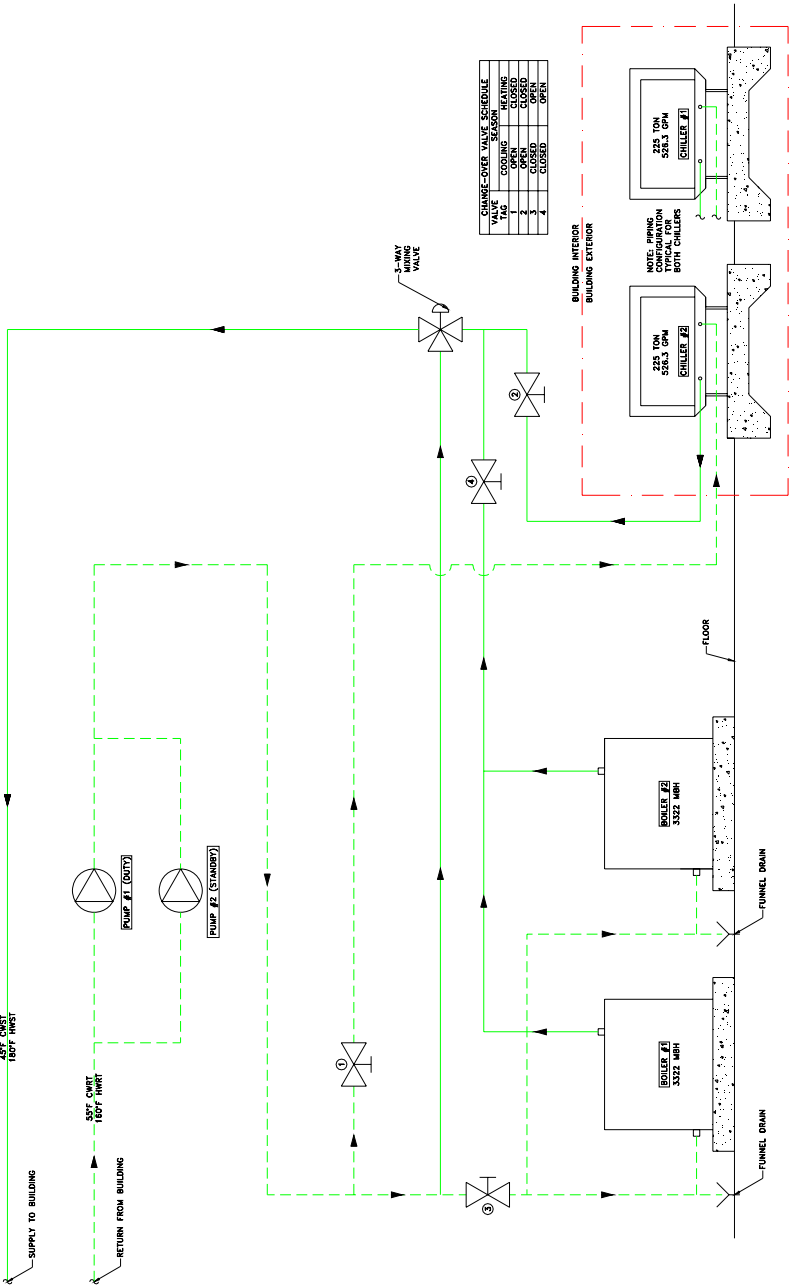 CHANGE-OVER VALVE SCHEDULE
VALVE TAG
SEASON
COOLING
HEATING
1 OPEN CLOSED
2 OPEN CLOSED
3 CLOSED OPEN
4 CLOSED OPEN
3-WAY
MIXING
VALVE
BUILDING INTERIOR
BUILDING EXTERIOR
225 TON
526.3 GPM
CHILLER #1
NOTE: PIPING
CONFIGURATION
TYPICAL FOR
BOTH CHILLERS
225 TON
526.3 GPM
CHILLER #2
2
4
FLOOR
PUMP #1 (DUTY)
PUMP #2 (STANDBY)
BOILER #2
3322 MBH
FUNNEL DRAIN
45°F CWST
180°F HWST
55°F CWRT
160°F HWRT
1
BOILER #1
3322 MBH
FUNNEL DRAIN
3
SUPPLY TO BUILDING
RETURN FROM BUILDING